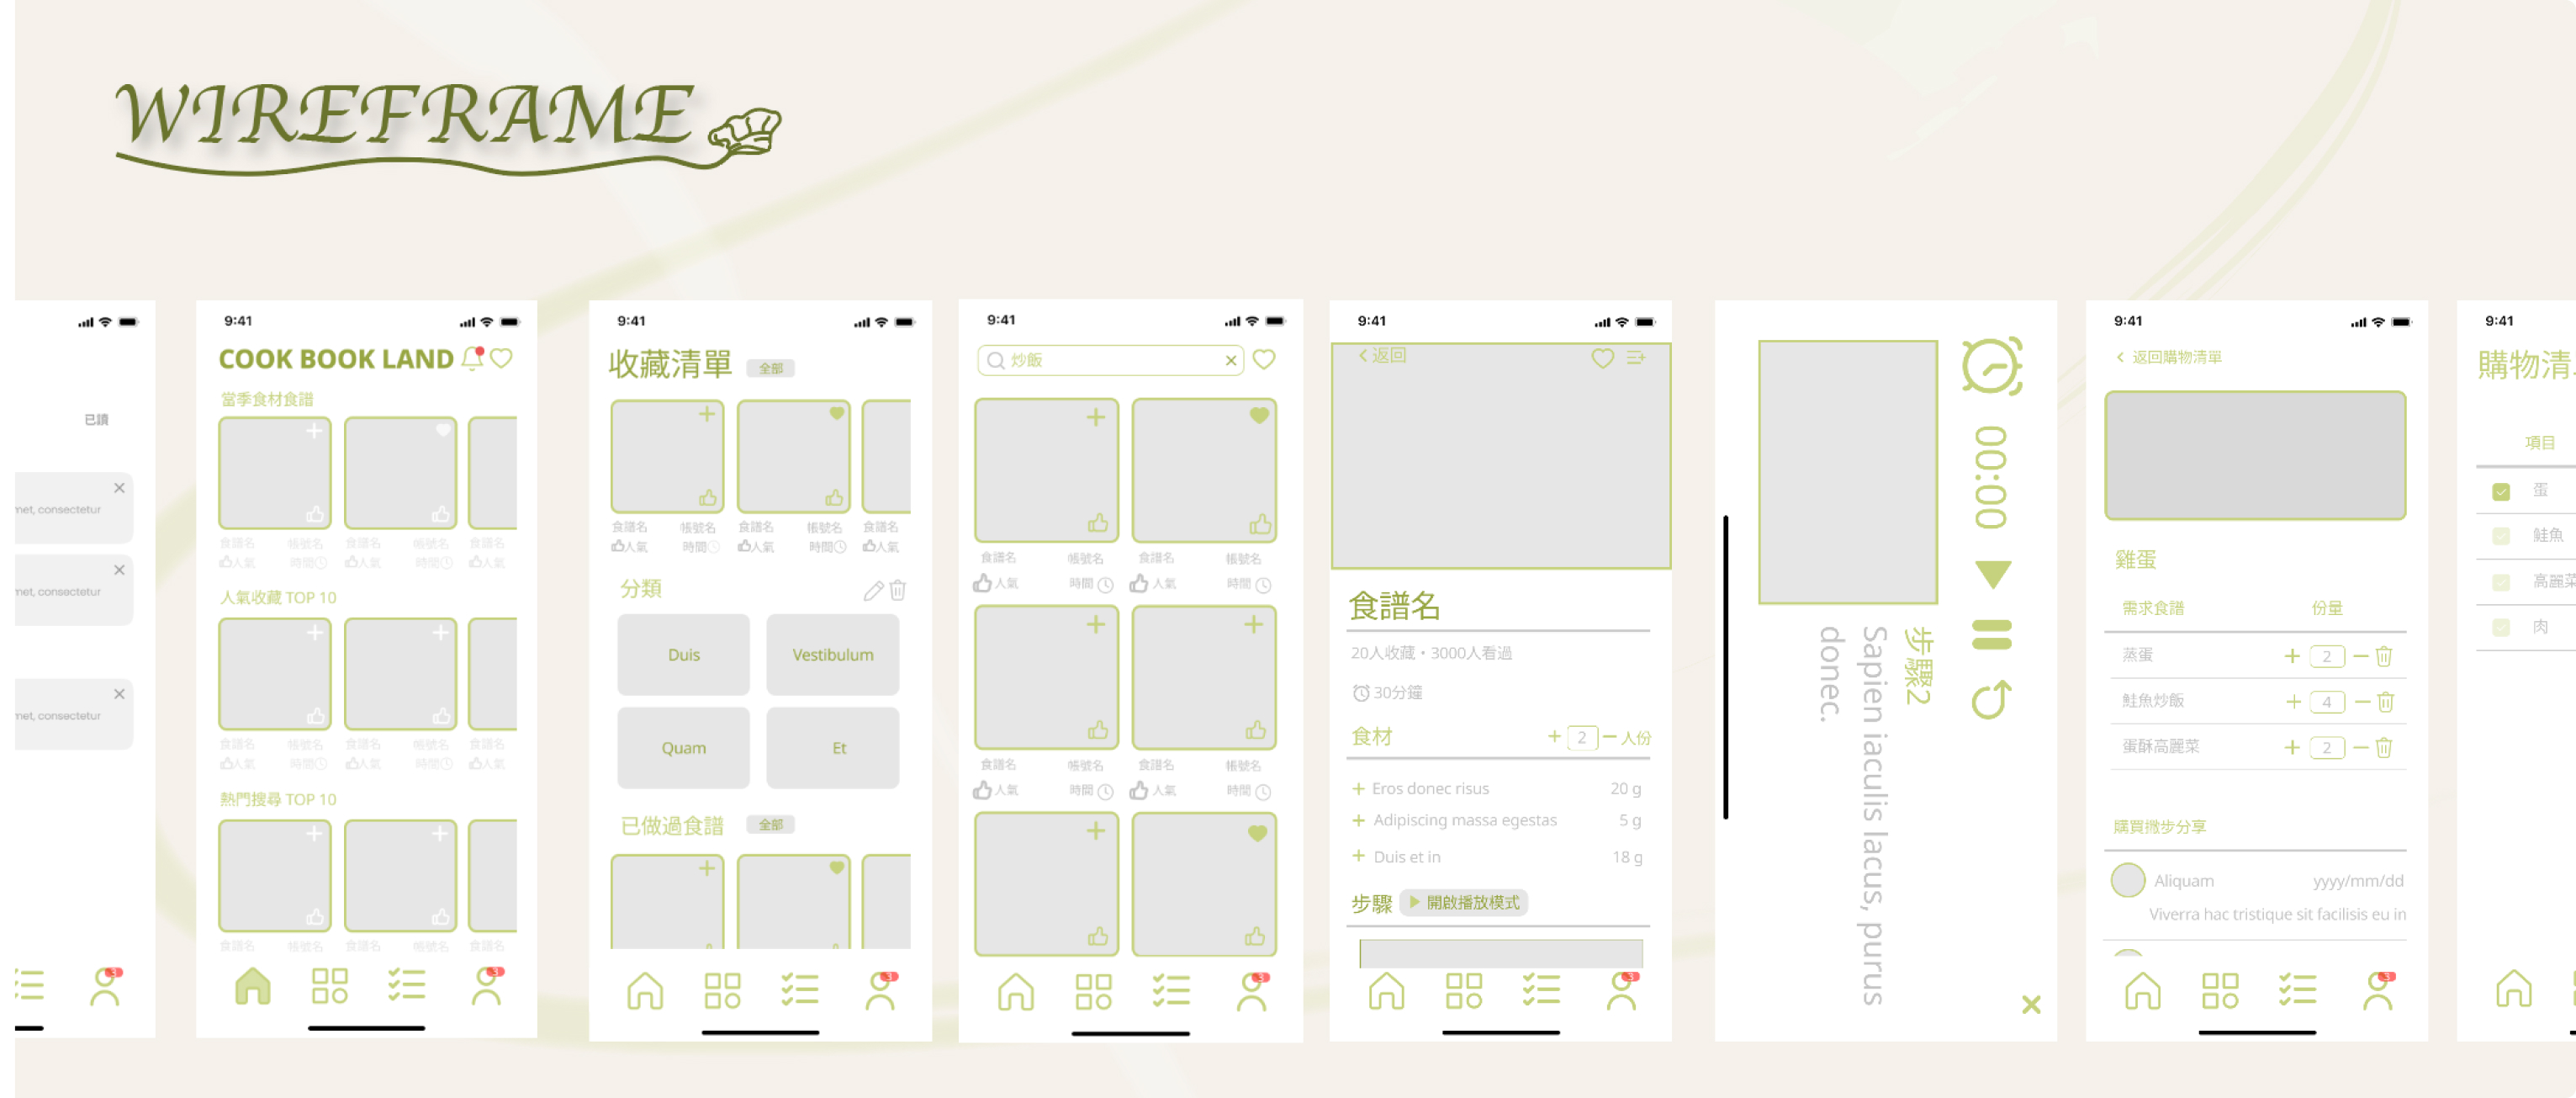 WIREFRAME
已讀
met, consectetur
met, consectetur
met, consectetur
3
9:41
COOK BOOK LAND
當季食材食譜
食譜名 帳號名 食譜名 帳號名 食譜名
人氣 時間 人氣 時間 人氣
人氣收藏 TOP 10
食譜名 帳號名 食譜名 帳號名 食譜名
人氣 時間 人氣 時間 人氣
熱門搜尋 TOP 10
食譜名 帳號名 食譜名 帳號名 食譜名
3
9:41
收藏清單 全部
食譜名 帳號名 食譜名 帳號名 食譜名
人氣 時間 人氣 時間 人氣
分類
Duis Vestibulum
Quam Et
已做過食譜 全部
3
9:41
炒飯
食譜名 帳號名 食譜名 帳號名
人氣 時間 人氣 時間
食譜名 帳號名 食譜名 帳號名
人氣 時間 人氣 時間
3
9:41
返回
食譜名
20人收藏・3000人看過
30分鐘
食材 + 2 − 人份
+ Eros donec risus 20 g
+ Adipiscing massa egestas 5 g
+ Duis et in 18 g
步驟 開啟播放模式
3
00:00
步驟2
Sapien iaculis lacus, purus
donec.
9:41
返回購物清單
雞蛋
需求食譜 份量
蒸蛋 + 2 −
鮭魚炒飯 + 4 −
蛋酥高麗菜 + 2 −
購買撇步分享
Aliquam yyyy/mm/dd
Viverra hac tristique sit facilisis eu in
3
9:41
購物清
項目
蛋
鮭魚
高麗菜
肉